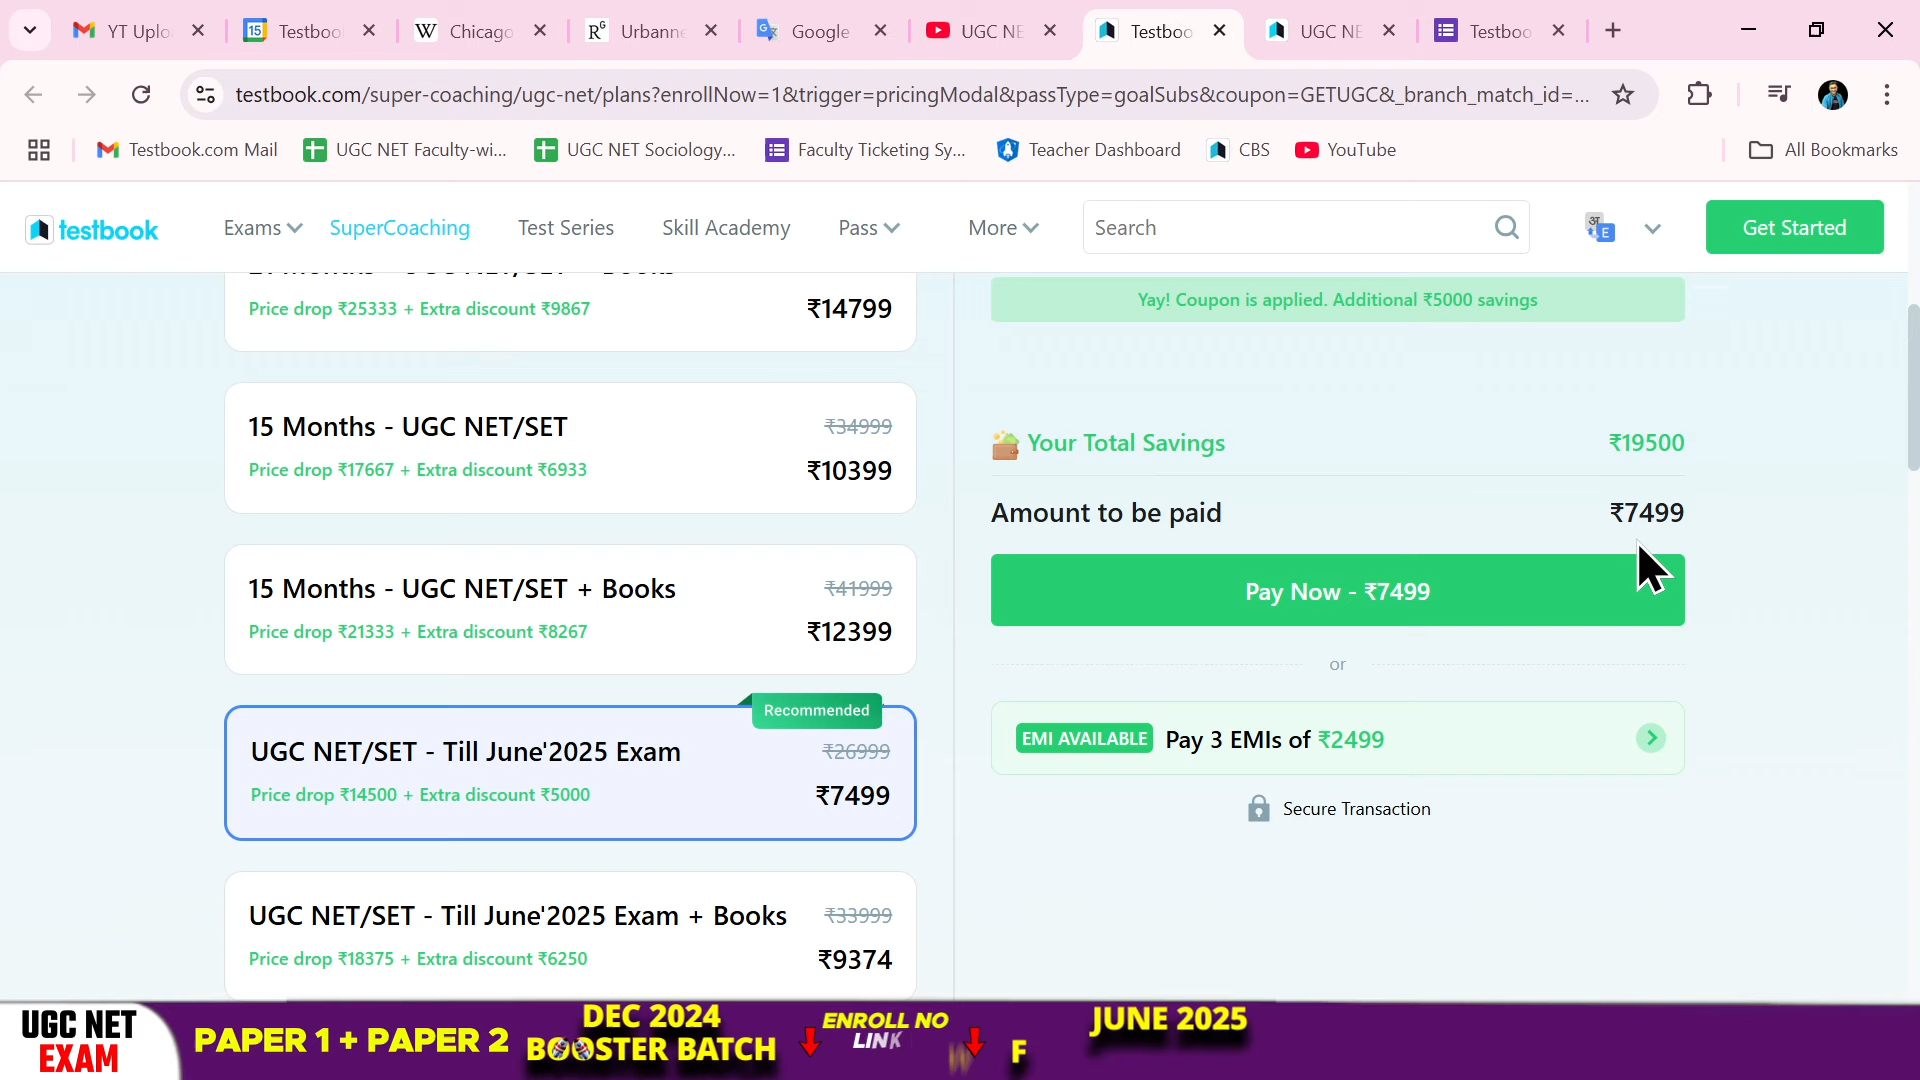 YT Uplo
Testboo
Chicago
Urbanne
Google
UGC NE
Testboo
UGC NE
Testboo
testbook.com/super-coaching/ugc-net/plans?enrollNow=1&trigger=pricingModal&passType=goalSubs&coupon=GETUGC&_branch_match_id=...
Testbook.com Mail
UGC NET Faculty-wi...
UGC NET Sociology...
Faculty Ticketing Sy...
Teacher Dashboard
CBS
YouTube
All Bookmarks
testbook
Exams
SuperCoaching
Test Series
Skill Academy
Pass
More
Search
Get Started
Price drop ₹25333 + Extra discount ₹9867
₹14799
15 Months - UGC NET/SET
₹34999
Price drop ₹17667 + Extra discount ₹6933
₹10399
15 Months - UGC NET/SET + Books
₹41999
Price drop ₹21333 + Extra discount ₹8267
₹12399
Recommended
UGC NET/SET - Till June'2025 Exam
₹26999
Price drop ₹14500 + Extra discount ₹5000
₹7499
UGC NET/SET - Till June'2025 Exam + Books
₹33999
Price drop ₹18375 + Extra discount ₹6250
₹9374
Yay! Coupon is applied. Additional ₹5000 savings
Your Total Savings
₹19500
Amount to be paid
₹7499
Pay Now - ₹7499
or
EMI AVAILABLE
Pay 3 EMIs of ₹2499
Secure Transaction
UGC NET
EXAM
PAPER 1 + PAPER 2
DEC 2024
BOOSTER BATCH
ENROLL NO
LINK
F
JUNE 2025